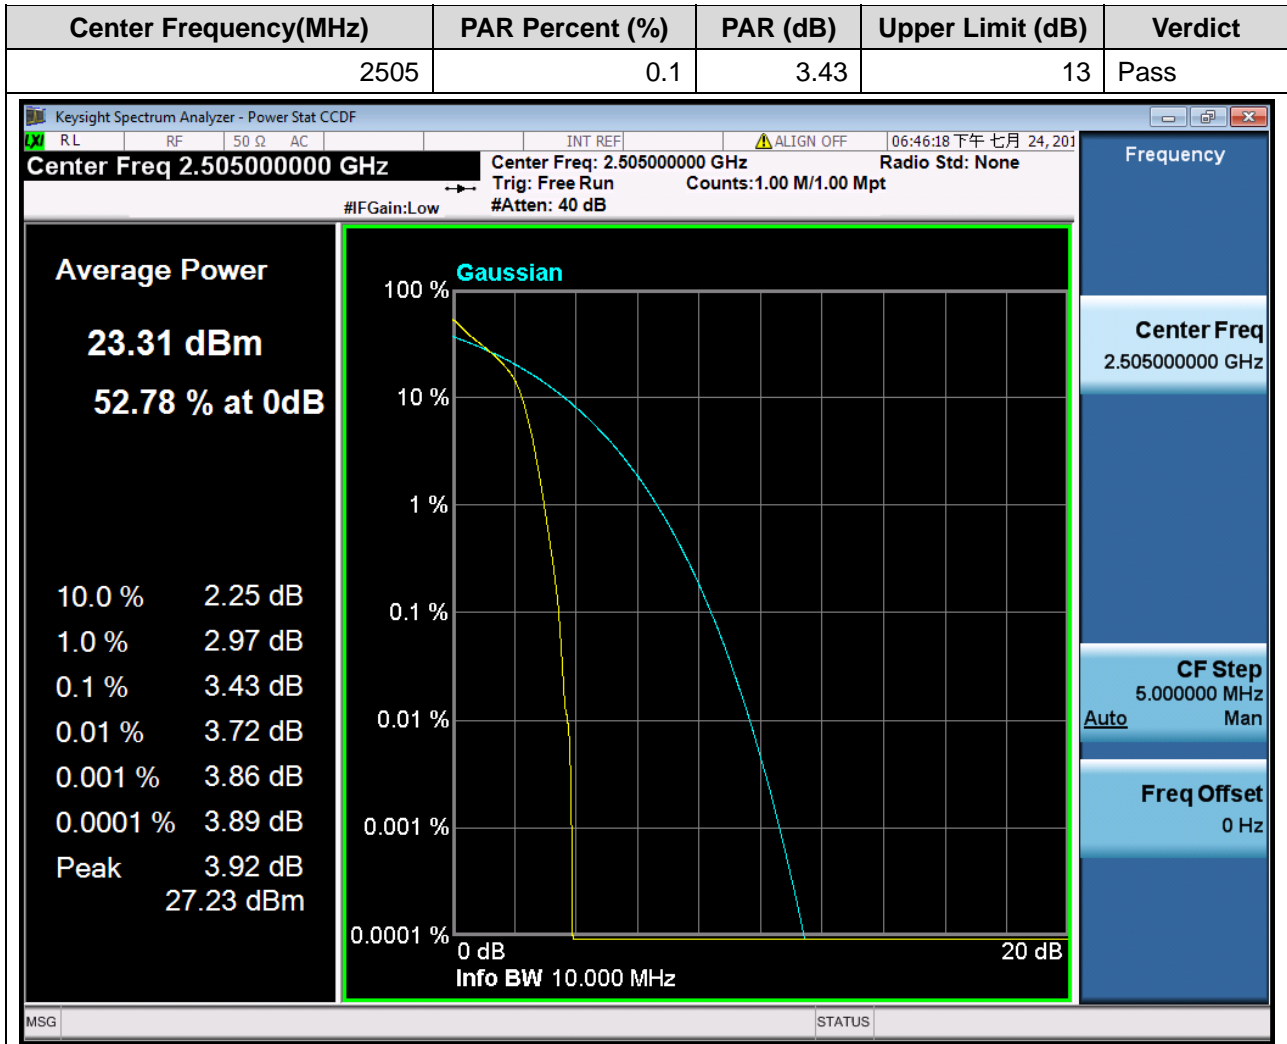 Center Frequency(MHz) PAR Percent (%) PAR (dB) Upper Limit (dB) Verdict
2505 0.1 3.43 13 Pass
Keysight Spectrum Analyzer - Power Stat CCDF
LXI RL RF 50 Ω AC INT REF ALIGN OFF 06:46:18 下午 七月 24, 201
Center Freq 2.505000000 GHz
Center Freq: 2.505000000 GHz Radio Std: None
Trig: Free Run Counts:1.00 M/1.00 Mpt
#IFGain:Low #Atten: 40 dB
Frequency
Average Power
23.31 dBm
52.78 % at 0dB
10.0 % 2.25 dB
1.0 % 2.97 dB
0.1 % 3.43 dB
0.01 % 3.72 dB
0.001 % 3.86 dB
0.0001 % 3.89 dB
Peak 3.92 dB
27.23 dBm
Gaussian
100 %
10 %
1 %
0.1 %
0.01 %
0.001 %
0.0001 %
0 dB 20 dB
Info BW 10.000 MHz
Center Freq
2.505000000 GHz
CF Step
5.000000 MHz
Auto Man
Freq Offset
0 Hz
MSG STATUS